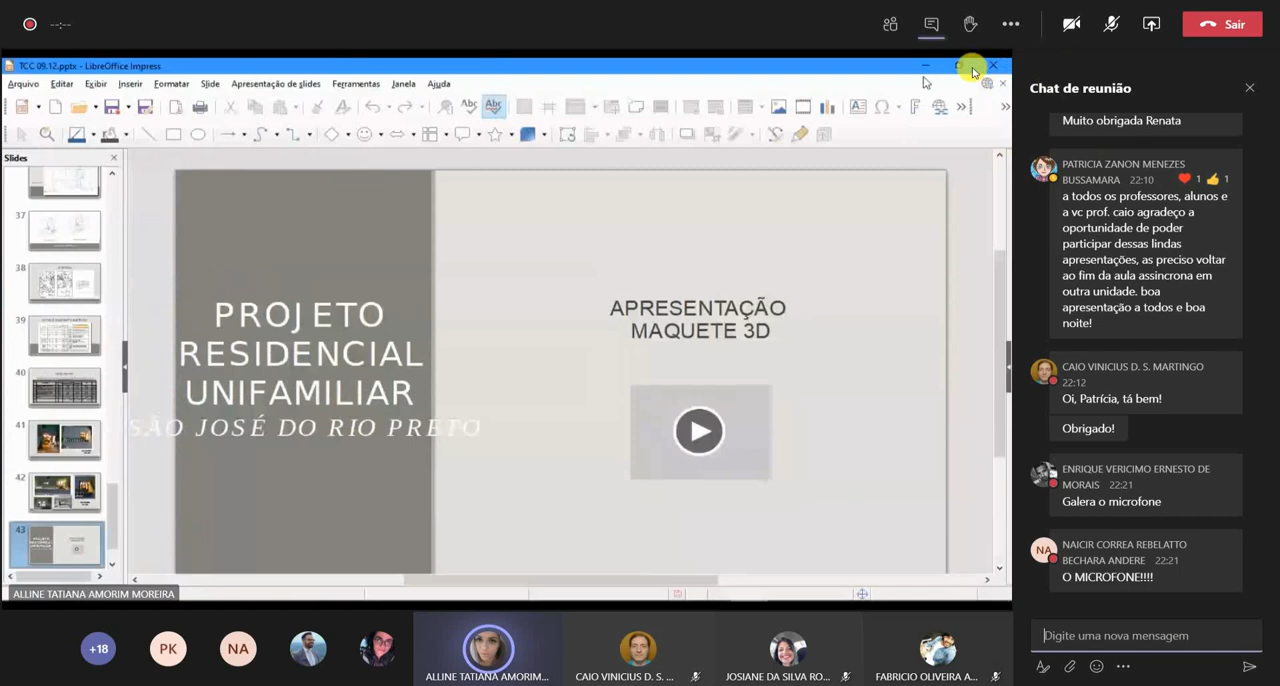 --:--
Sair
TCC 09.12.pptx - LibreOffice Impress
Arquivo Editar Exibir Inserir Formatar Slide Apresentação de slides Ferramentas Janela Ajuda
Slides
37
38
39
40
41
42
43
PROJETO
RESIDENCIAL
UNIFAMILIAR
SÃO JOSÉ DO RIO PRETO
APRESENTAÇÃO
MAQUETE 3D
ALLINE TATIANA AMORIM MOREIRA
+18
PK
NA
ALLINE TATIANA AMORIM...
CAIO VINICIUS D. S. ...
JOSIANE DA SILVA RO...
FABRICIO OLIVEIRA A...
Chat de reunião
Muito obrigada Renata
PATRICIA ZANON MENEZES
BUSSAMARA 22:10 1 1
a todos os professores, alunos e
a vc prof. caio agradeço a
oportunidade de poder
participar dessas lindas
apresentações, as preciso voltar
ao fim da aula assincrona em
outra unidade. boa
apresentação a todos e boa
noite!
CAIO VINICIUS D. S. MARTINGO
22:12
Oi, Patrícia, tá bem!
Obrigado!
ENRIQUE VERICIMO ERNESTO DE
MORAIS 22:21
Galera o microfone
NA
NAICIR CORREA REBELATTO
BECHARA ANDERE 22:21
O MICROFONE!!!!
Digite uma nova mensagem